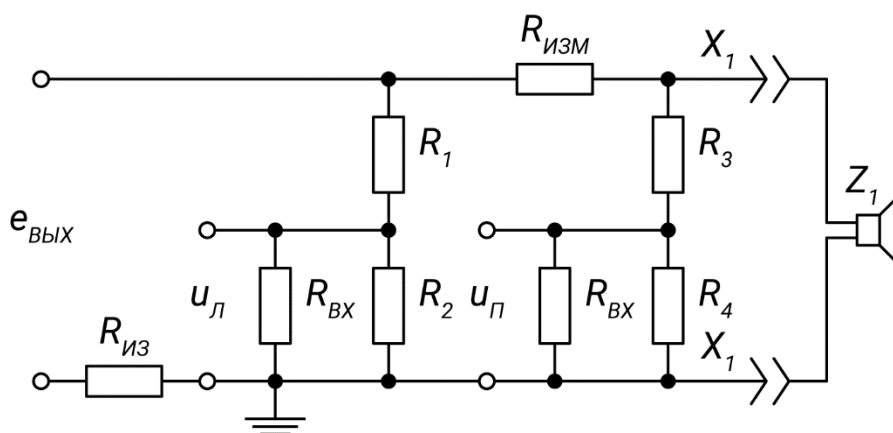 R_ИЗМ
X_1
R_1
R_3
Z_1
e_ВЫХ
u_Л
R_ВХ
R_2
u_П
R_ВХ
R_4
R_ИЗ
X_1